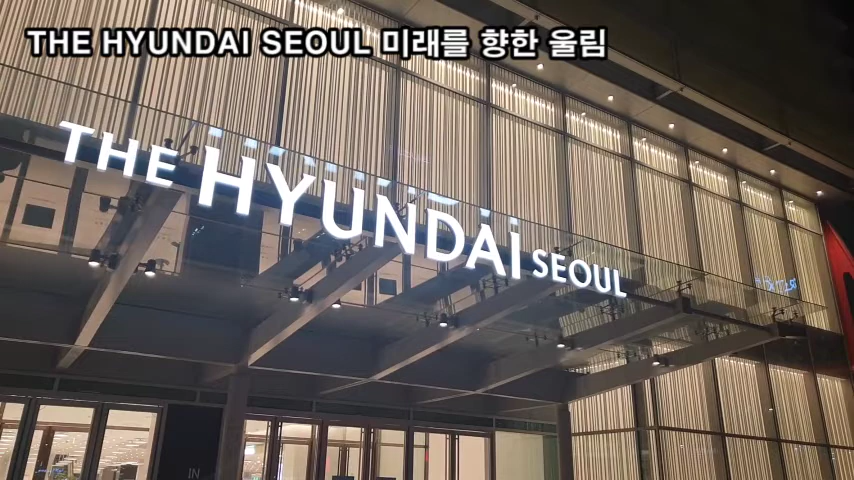 THE HYUNDAI SEOUL 미래를 향한 울림
THE HYUNDAI SEOUL
IN